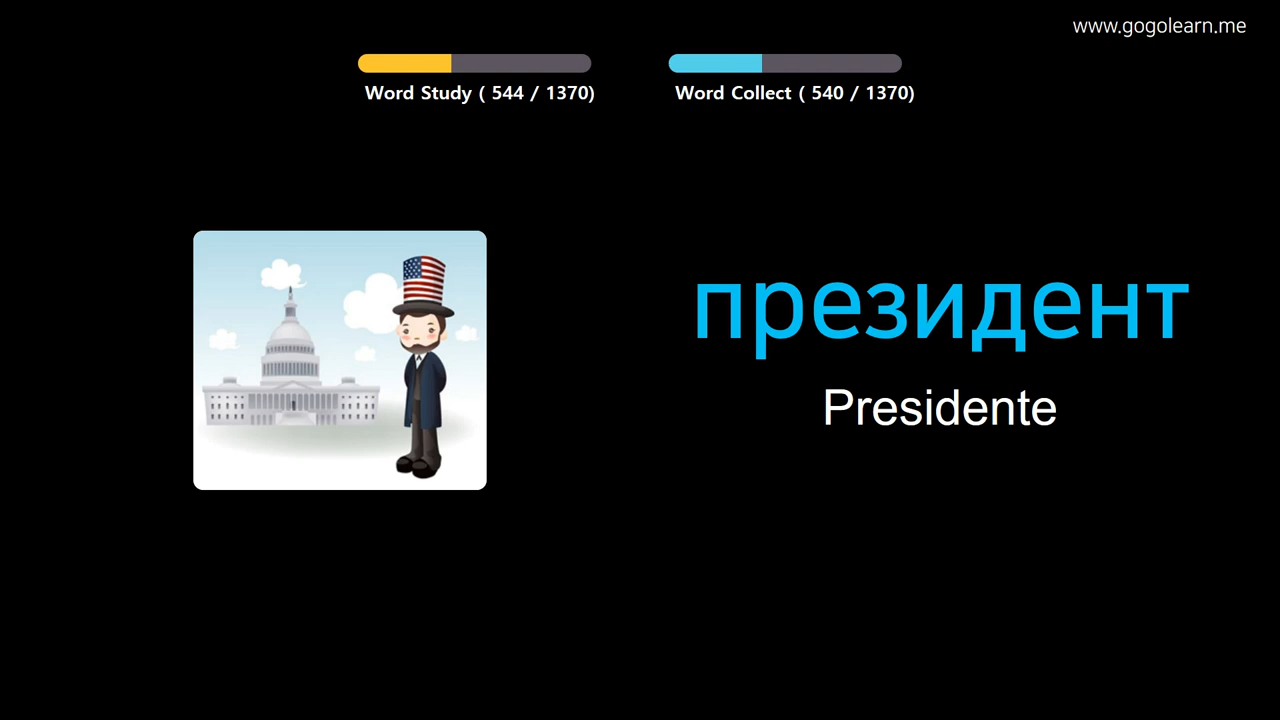 www.gogolearn.me
Word Study ( 544 / 1370)
Word Collect ( 540 / 1370)
президент
Presidente